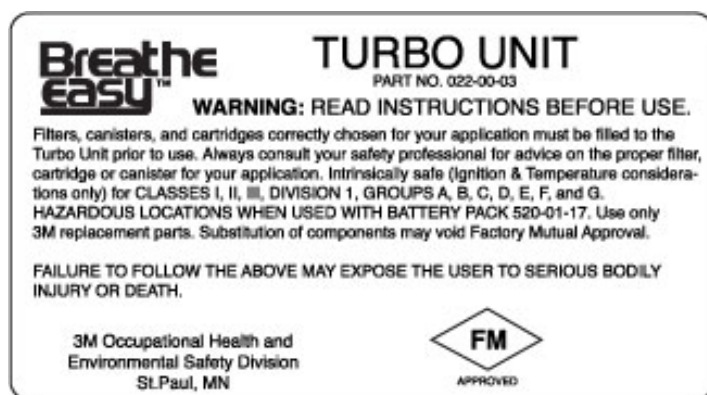 Breathe easy™
TURBO UNIT
PART NO. 022-00-03
WARNING: READ INSTRUCTIONS BEFORE USE.
Filters, canisters, and cartridges correctly chosen for your application must be filled to the
Turbo Unit prior to use. Always consult your safety professional for advice on the proper filter,
cartridge or canister for your application. Intrinsically safe (Ignition & Temperature considera-
tions only) for CLASSES I, II, III, DIVISION 1, GROUPS A, B, C, D, E, F, and G.
HAZARDOUS LOCATIONS WHEN USED WITH BATTERY PACK 520-01-17. Use only
3M replacement parts. Substitution of components may void Factory Mutual Approval.
FAILURE TO FOLLOW THE ABOVE MAY EXPOSE THE USER TO SERIOUS BODILY
INJURY OR DEATH.
3M Occupational Health and
Environmental Safety Division
St.Paul, MN
FM
APPROVED